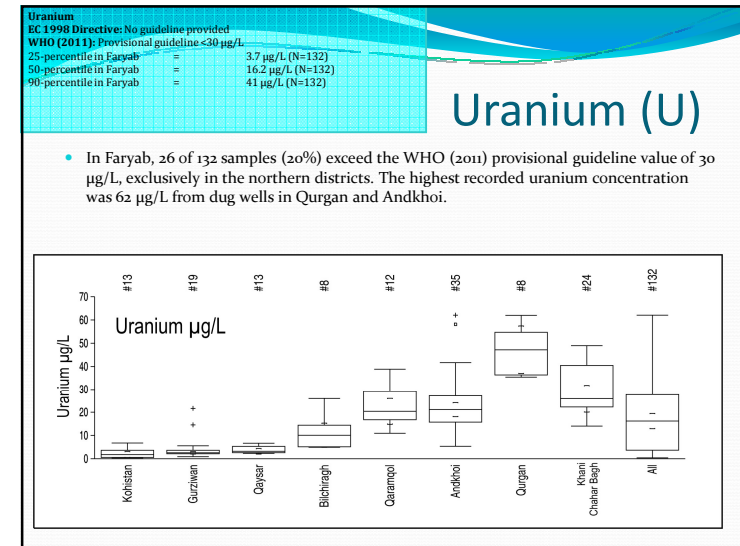 Uranium
EC 1998 Directive: No guideline provided
WHO (2011): Provisional guideline <30 µg/L
25-percentile in Faryab = 3.7 µg/L (N=132)
50-percentile in Faryab = 16.2 µg/L (N=132)
90-percentile in Faryab = 41 µg/L (N=132)
Uranium (U)
In Faryab, 26 of 132 samples (20%) exceed the WHO (2011) provisional guideline value of 30
µg/L, exclusively in the northern districts. The highest recorded uranium concentration
was 62 µg/L from dug wells in Qurgan and Andkhoi.
#13 #19 #13 #8 #12 #35 #8 #24 #132
Uranium µg/L
Uranium µg/L
70
60
50
40
30
20
10
0
Kohistan
Gurziwan
Qaysar
Bilchiragh
Qaramqol
Andkhoi
Qurgan
Khani
Chahar Bagh
All